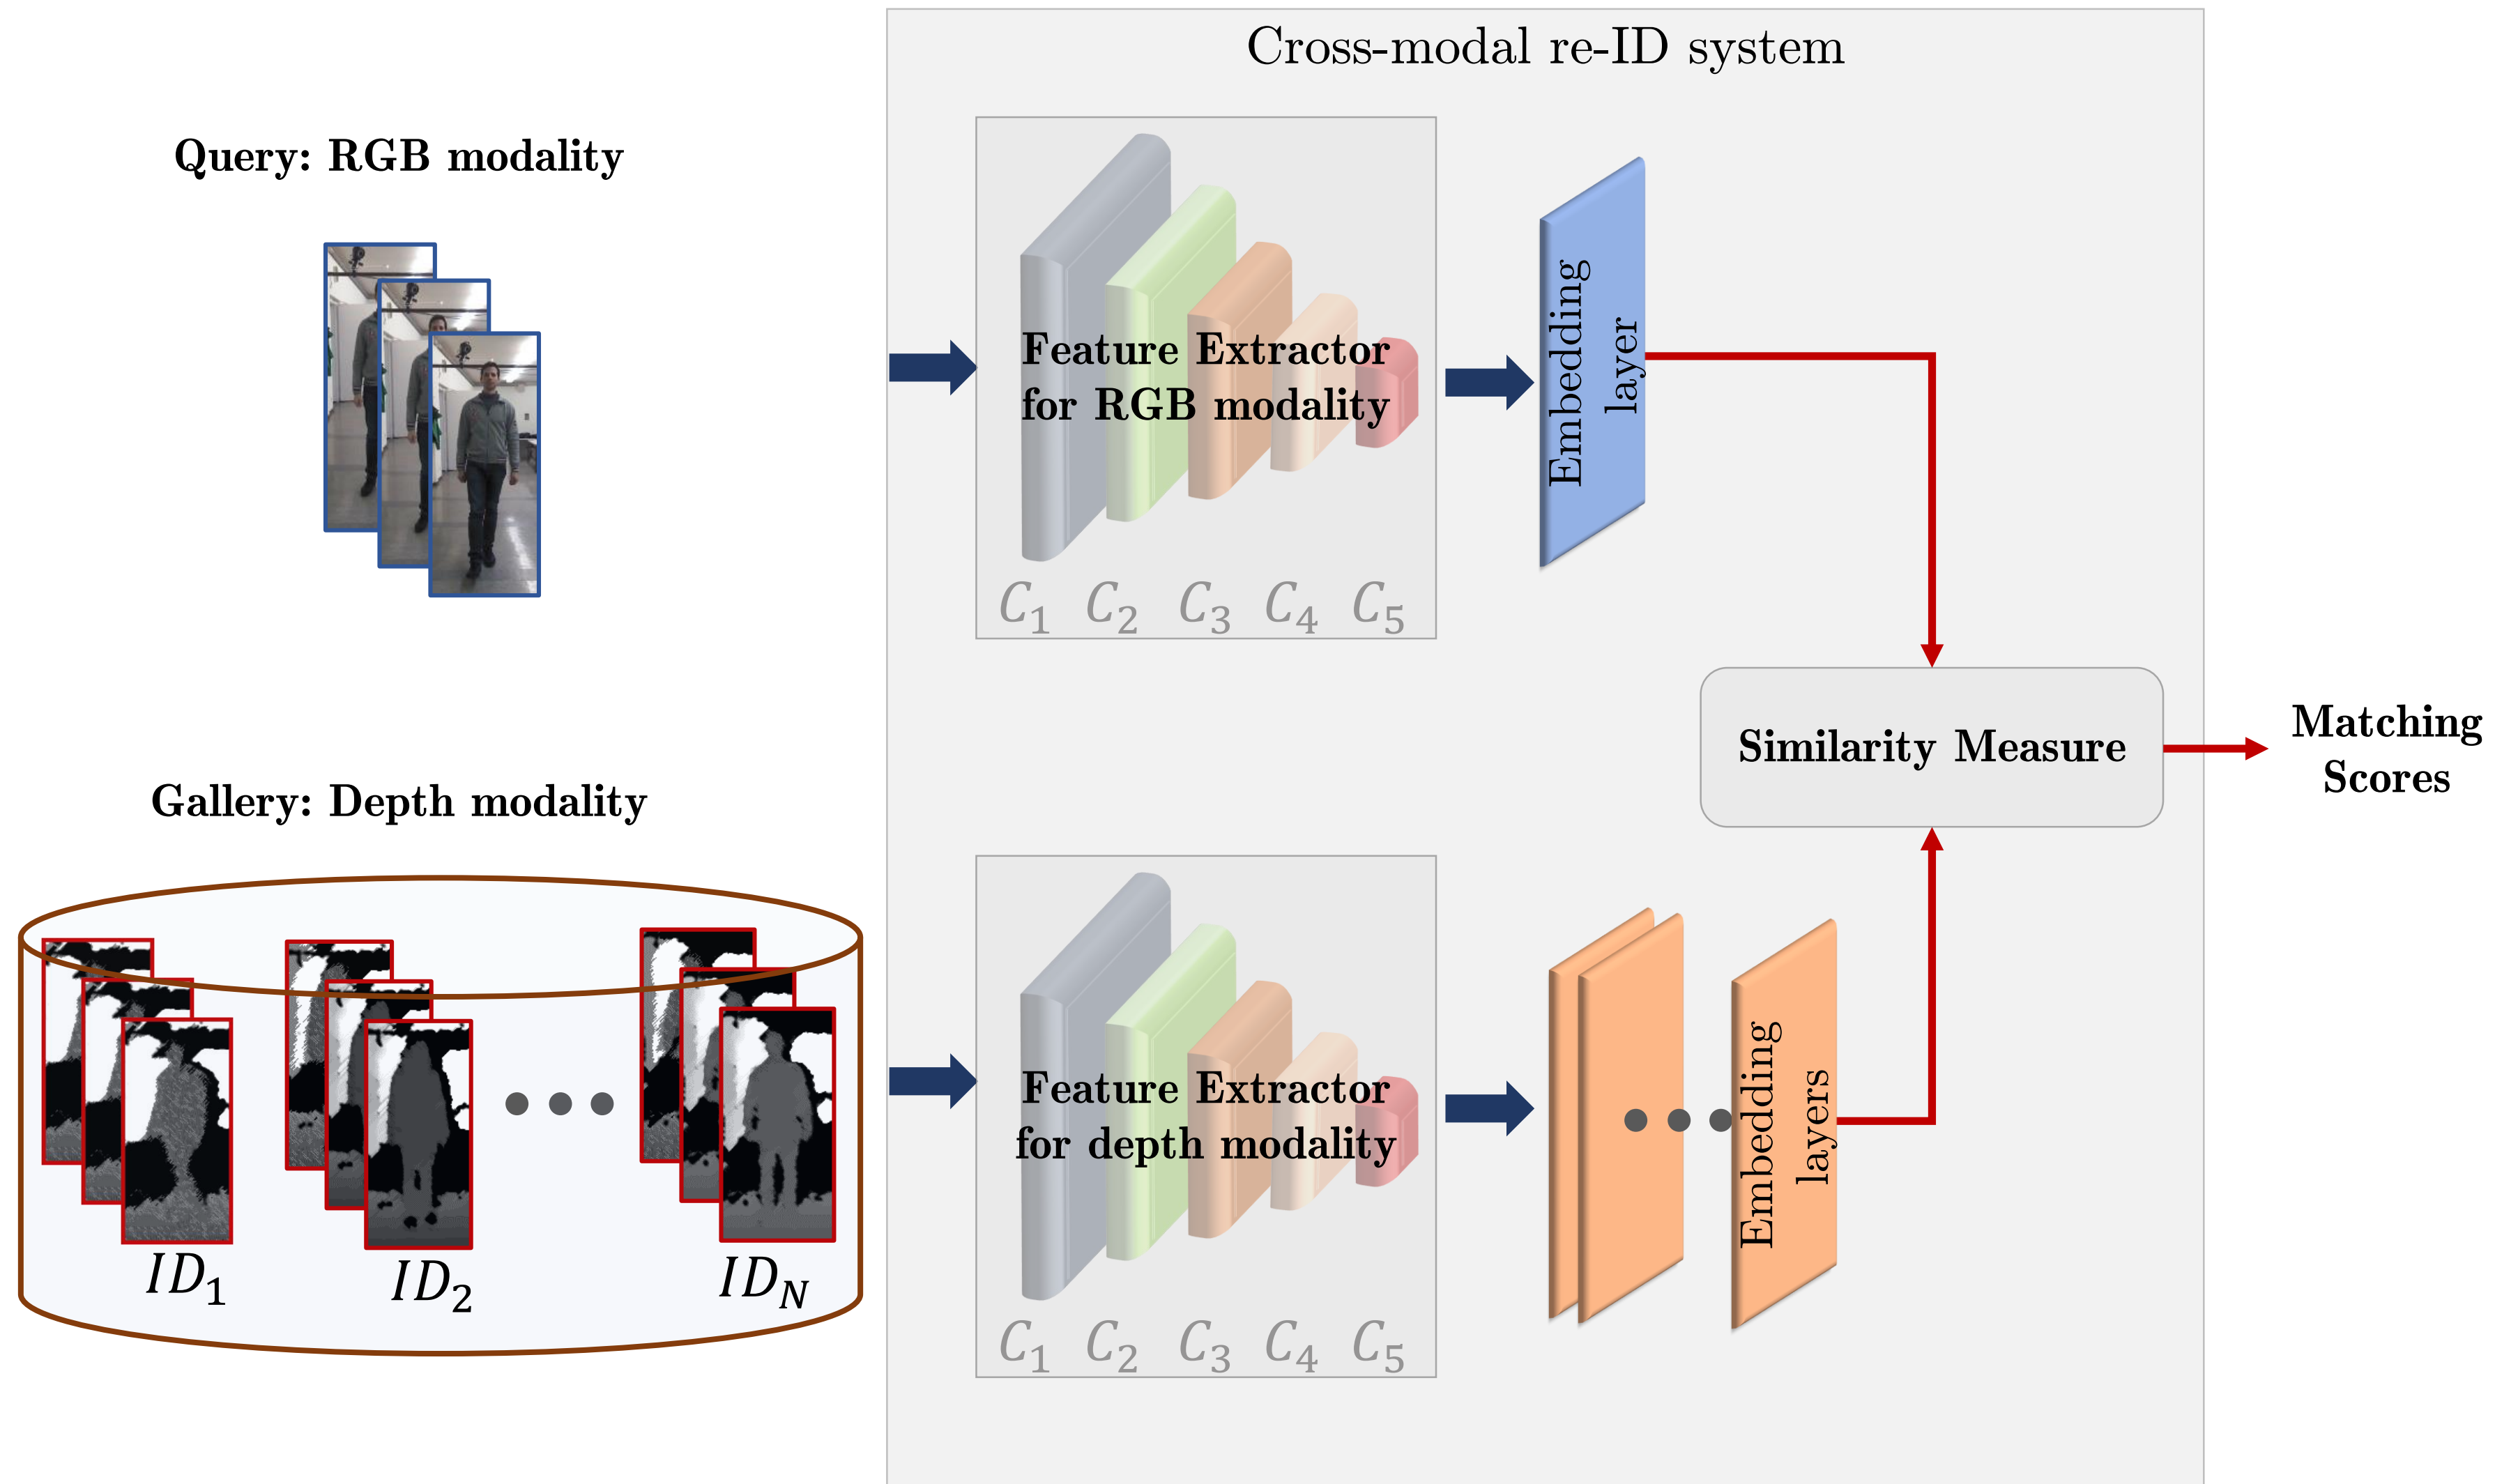 Cross-modal re-ID system
Query: RGB modality
Feature Extractor
for RGB modality
C₁ C₂ C₃ C₄ C₅
Embedding
layer
Similarity Measure
Matching
Scores
Gallery: Depth modality
ID₁ ID₂ ID_N
Feature Extractor
for depth modality
C₁ C₂ C₃ C₄ C₅
Embedding
layers